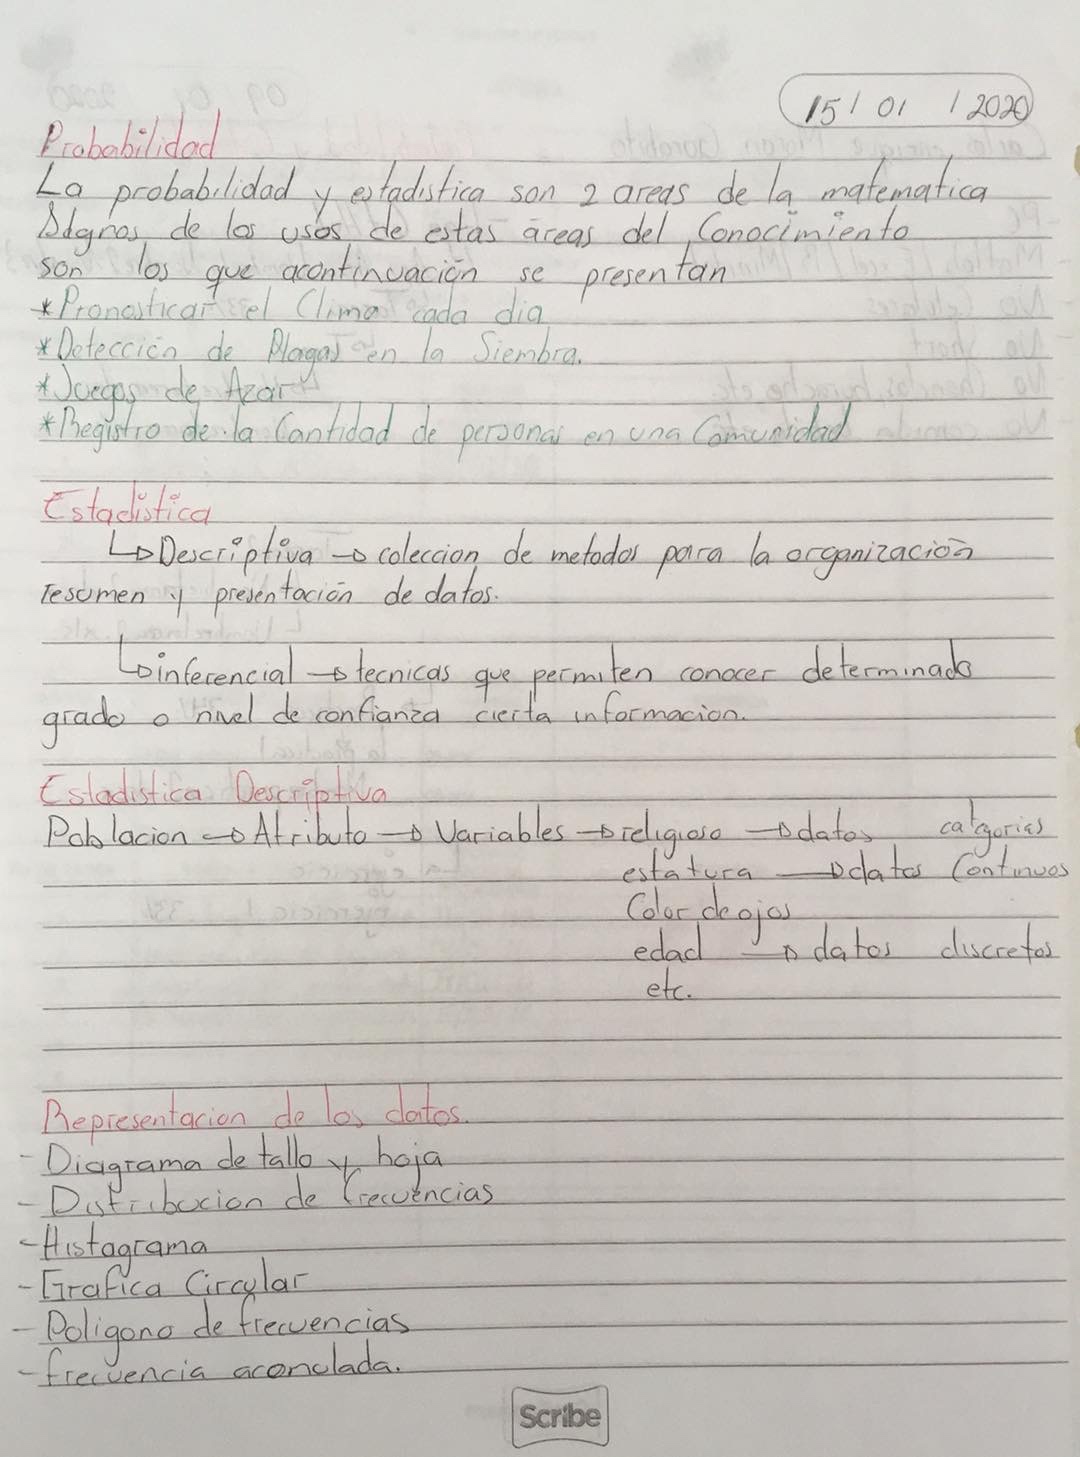 15/ 01 / 2020
Probabilidad
La probabilidad y estadistica son 2 areas de la matematica
Algnos de los usos de estas áreas del Conocimiento
son los que acontinuación se presentan
*Pronosticar el Clima cada dia
*Detección de Plagas en la Siembra.
*Juegos de Azar
*Registro de la Cantidad de personas en una Comunidad
Estadistica
↳Descriptiva → coleccion de metodos para la organización
resumen y presentación de datos.
↳inferencial → tecnicas que permiten conocer determinado
grado o nivel de confianza cierta informacion.
Estadistica Descriptiva
Poblacion → Atributo → Variables → religioso → datos categorias
estatura → datos Continuos
Color de ojos
edad → datos discretos
etc.
Representacion de los datos.
- Diagrama de tallo y hoja
- Distribucion de frecuencias
- Histagrama
- Grafica Circular
- Poligono de frecuencias
- frecuencia acomulada.
Scribe